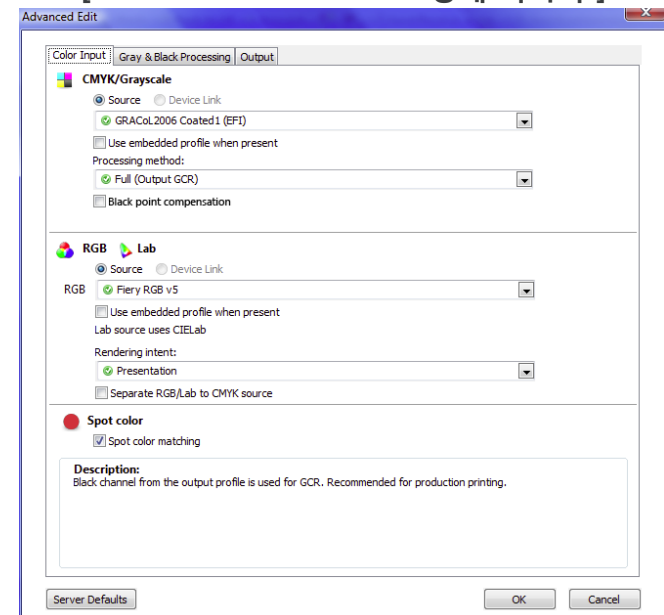 Advanced Edit
Color Input Gray & Black Processing Output
CMYK/Grayscale
Source Device Link
GRACoL2006 Coated1 (EFI)
Use embedded profile when present
Processing method:
Full (Output GCR)
Black point compensation
RGB Lab
Source Device Link
RGB Fiery RGB v5
Use embedded profile when present
Lab source uses CIELab
Rendering intent:
Presentation
Separate RGB/Lab to CMYK source
Spot color
Spot color matching
Description:
Black channel from the output profile is used for GCR. Recommended for production printing.
Server Defaults OK Cancel